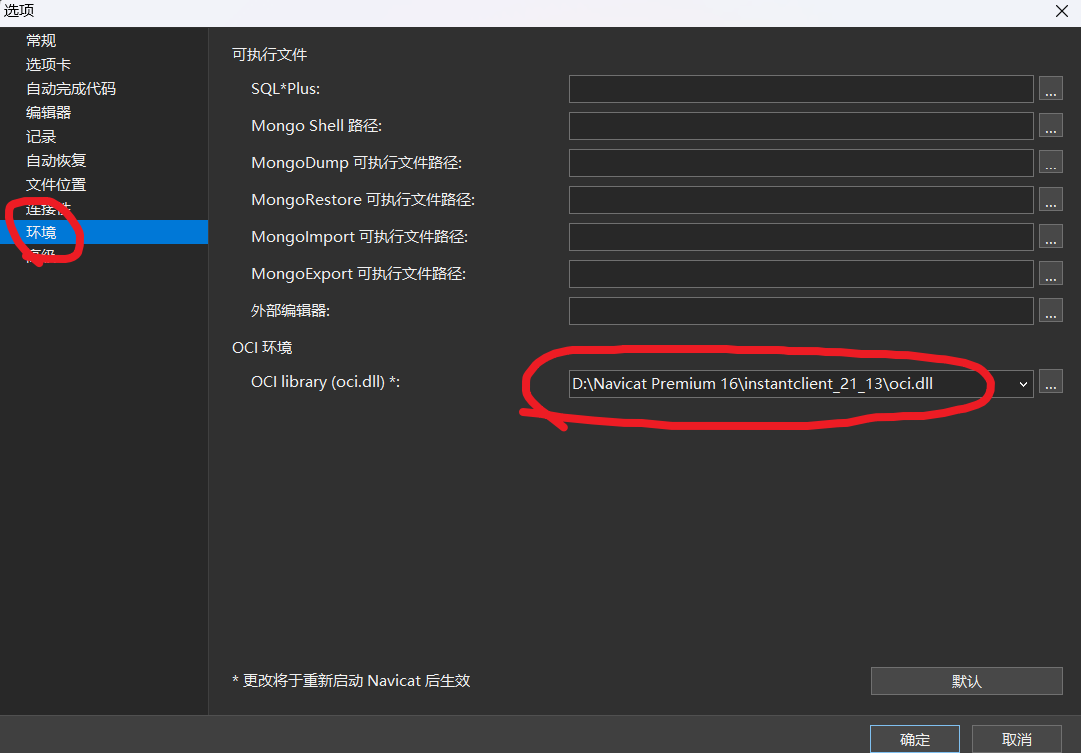 选项
常规
选项卡
自动完成代码
编辑器
记录
自动恢复
文件位置
连接性
环境
高级
可执行文件
SQL*Plus:
...
Mongo Shell 路径:
...
MongoDump 可执行文件路径:
...
MongoRestore 可执行文件路径:
...
MongoImport 可执行文件路径:
...
MongoExport 可执行文件路径:
...
外部编辑器:
...
OCI 环境
OCI library (oci.dll) *: D:\Navicat Premium 16\instantclient_21_13\oci.dll ...
* 更改将于重新启动 Navicat 后生效
默认
确定 取消